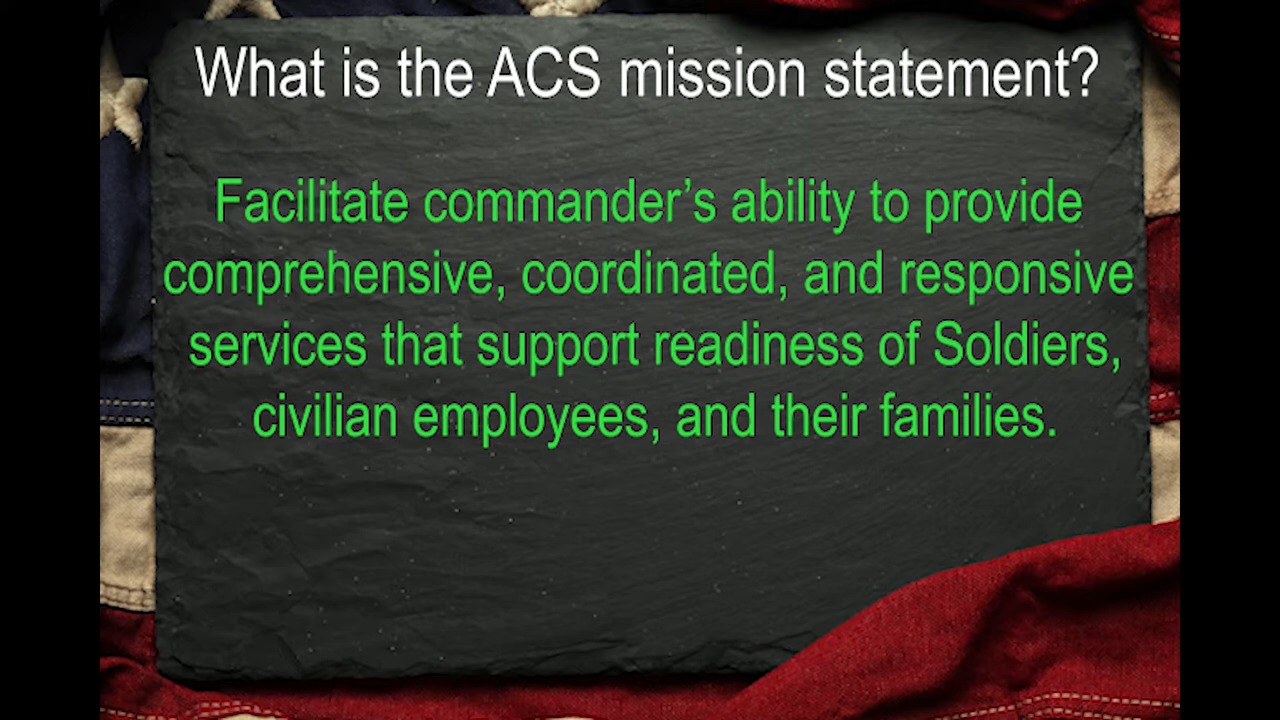 What is the ACS mission statement?
Facilitate commander’s ability to provide
comprehensive, coordinated, and responsive
services that support readiness of Soldiers,
civilian employees, and their families.